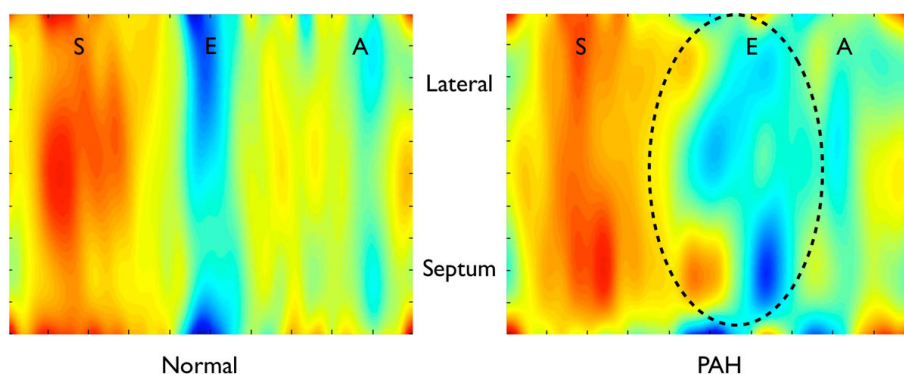 S E A
S E A
Lateral
Septum
Normal
PAH